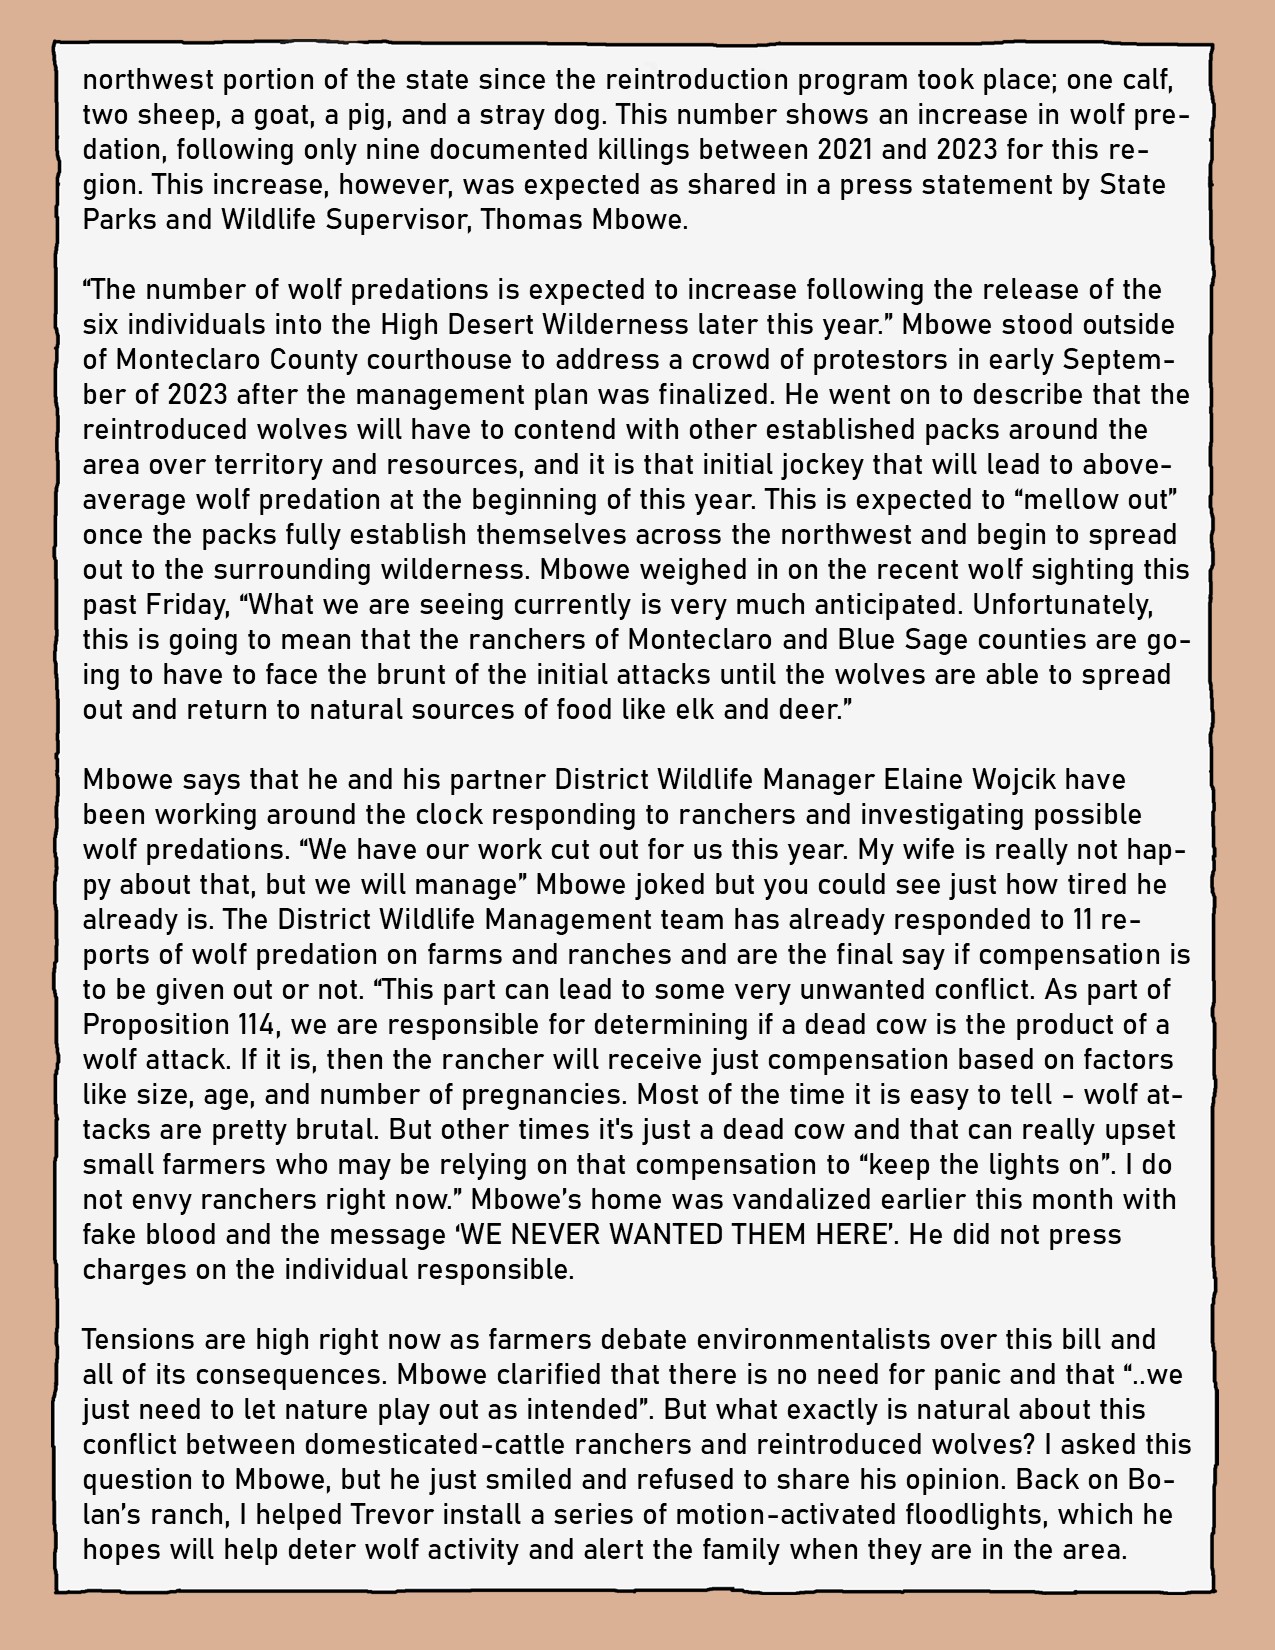 northwest portion of the state since the reintroduction program took place; one calf,
two sheep, a goat, a pig, and a stray dog. This number shows an increase in wolf pre-
dation, following only nine documented killings between 2021 and 2023 for this re-
gion. This increase, however, was expected as shared in a press statement by State
Parks and Wildlife Supervisor, Thomas Mbowe.
“The number of wolf predations is expected to increase following the release of the
six individuals into the High Desert Wilderness later this year.” Mbowe stood outside
of Monteclaro County courthouse to address a crowd of protestors in early Septem-
ber of 2023 after the management plan was finalized. He went on to describe that the
reintroduced wolves will have to contend with other established packs around the
area over territory and resources, and it is that initial jockey that will lead to above-
average wolf predation at the beginning of this year. This is expected to “mellow out”
once the packs fully establish themselves across the northwest and begin to spread
out to the surrounding wilderness. Mbowe weighed in on the recent wolf sighting this
past Friday, “What we are seeing currently is very much anticipated. Unfortunately,
this is going to mean that the ranchers of Monteclaro and Blue Sage counties are go-
ing to have to face the brunt of the initial attacks until the wolves are able to spread
out and return to natural sources of food like elk and deer.”
Mbowe says that he and his partner District Wildlife Manager Elaine Wojcik have
been working around the clock responding to ranchers and investigating possible
wolf predations. “We have our work cut out for us this year. My wife is really not hap-
py about that, but we will manage” Mbowe joked but you could see just how tired he
already is. The District Wildlife Management team has already responded to 11 re-
ports of wolf predation on farms and ranches and are the final say if compensation is
to be given out or not. “This part can lead to some very unwanted conflict. As part of
Proposition 114, we are responsible for determining if a dead cow is the product of a
wolf attack. If it is, then the rancher will receive just compensation based on factors
like size, age, and number of pregnancies. Most of the time it is easy to tell - wolf at-
tacks are pretty brutal. But other times it's just a dead cow and that can really upset
small farmers who may be relying on that compensation to “keep the lights on”. I do
not envy ranchers right now.” Mbowe’s home was vandalized earlier this month with
fake blood and the message ‘WE NEVER WANTED THEM HERE’. He did not press
charges on the individual responsible.
Tensions are high right now as farmers debate environmentalists over this bill and
all of its consequences. Mbowe clarified that there is no need for panic and that “..we
just need to let nature play out as intended”. But what exactly is natural about this
conflict between domesticated-cattle ranchers and reintroduced wolves? I asked this
question to Mbowe, but he just smiled and refused to share his opinion. Back on Bo-
lan’s ranch, I helped Trevor install a series of motion-activated floodlights, which he
hopes will help deter wolf activity and alert the family when they are in the area.